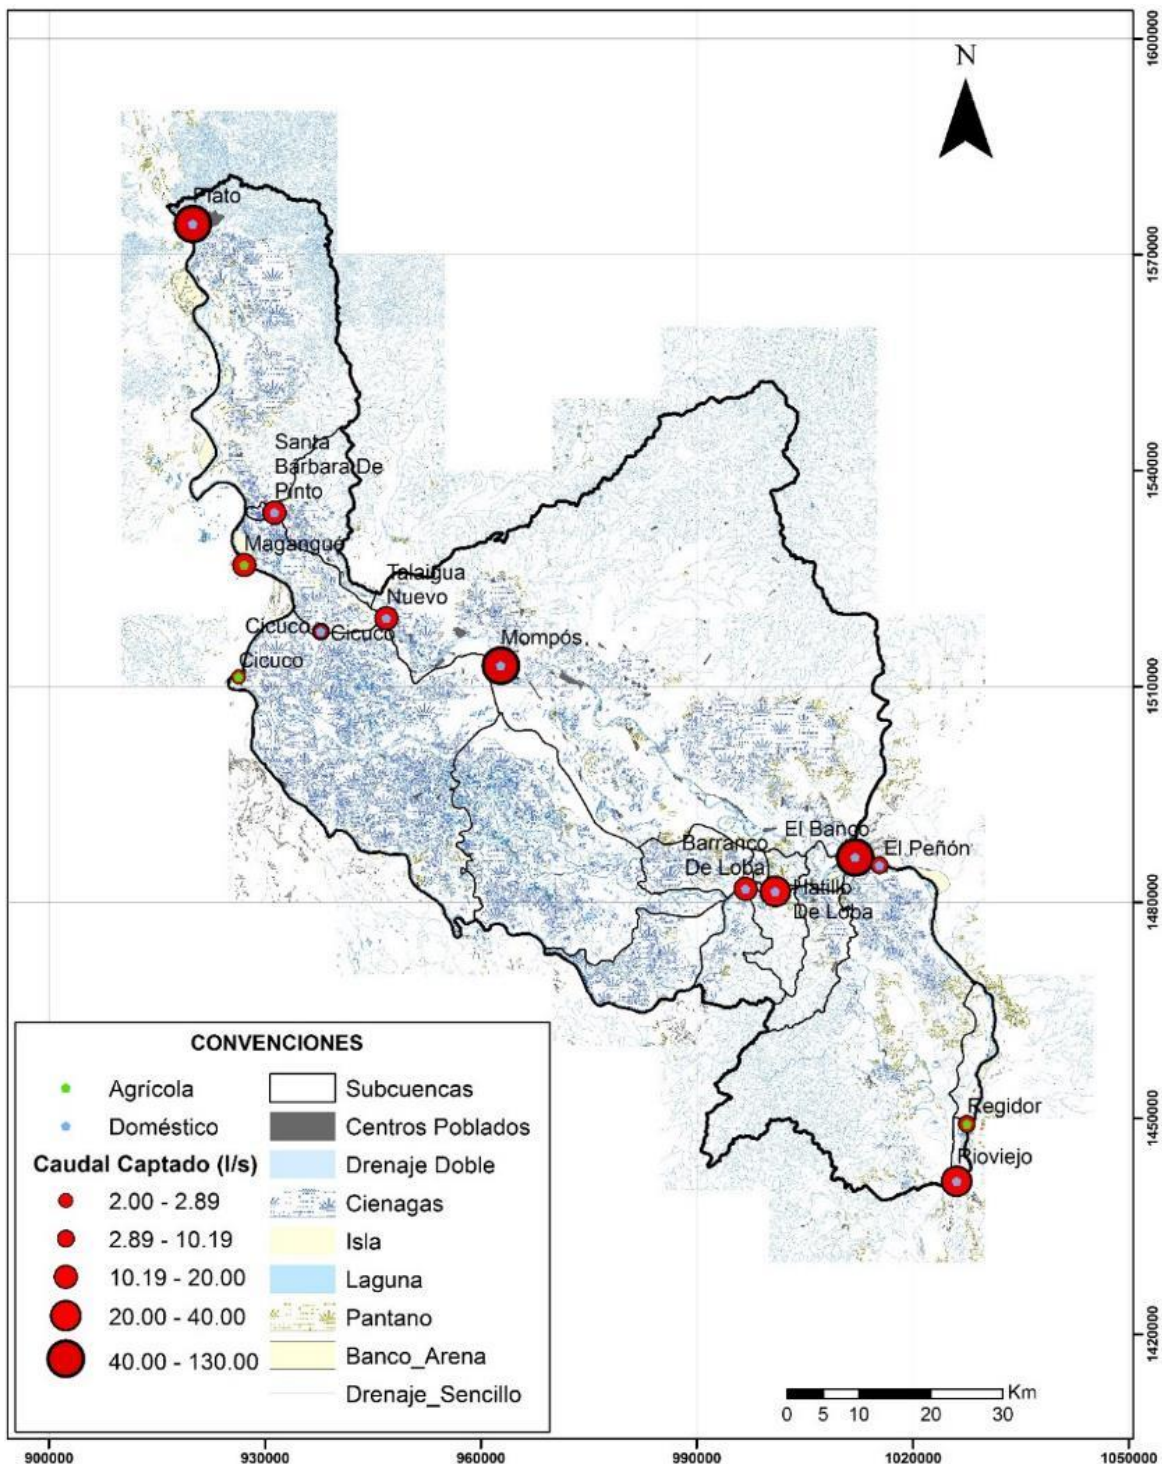 N
1600000
1570000
1540000
1510000
1480000
1450000
1420000
Plato
Santa
Bárbara De
Pinto
Magangué
Talaigua
Nuevo
Cicuco
Cicuco
Cicuco
Mompós
El Banco
El Peñón
Barranco
De Loba
Hatillo
De Loba
Regidor
Rioviejo
CONVENCIONES
Agrícola
Doméstico
Caudal Captado (l/s)
2.00 - 2.89
2.89 - 10.19
10.19 - 20.00
20.00 - 40.00
40.00 - 130.00
Subcuencas
Centros Poblados
Drenaje Doble
Cienagas
Isla
Laguna
Pantano
Banco_Arena
Drenaje_Sencillo
Km
0 5 10 20 30
900000 930000 960000 990000 1020000 1050000